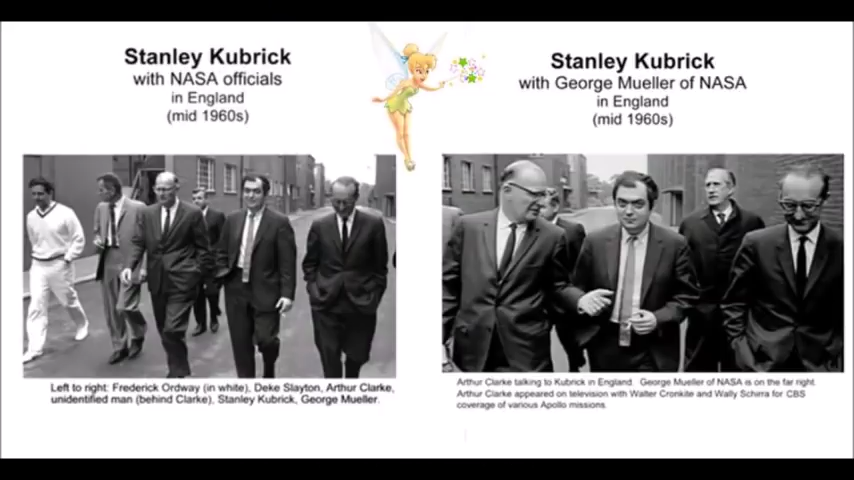 Stanley Kubrick
with NASA officials
in England
(mid 1960s)
Left to right: Frederick Ordway (in white), Deke Slayton, Arthur Clarke,
unidentified man (behind Clarke), Stanley Kubrick, George Mueller.
Stanley Kubrick
with George Mueller of NASA
in England
(mid 1960s)
Arthur Clarke talking to Kubrick in England. George Mueller of NASA is on the far right.
Arthur Clarke appeared on television with Walter Cronkite and Wally Schirra for CBS
coverage of various Apollo missions.